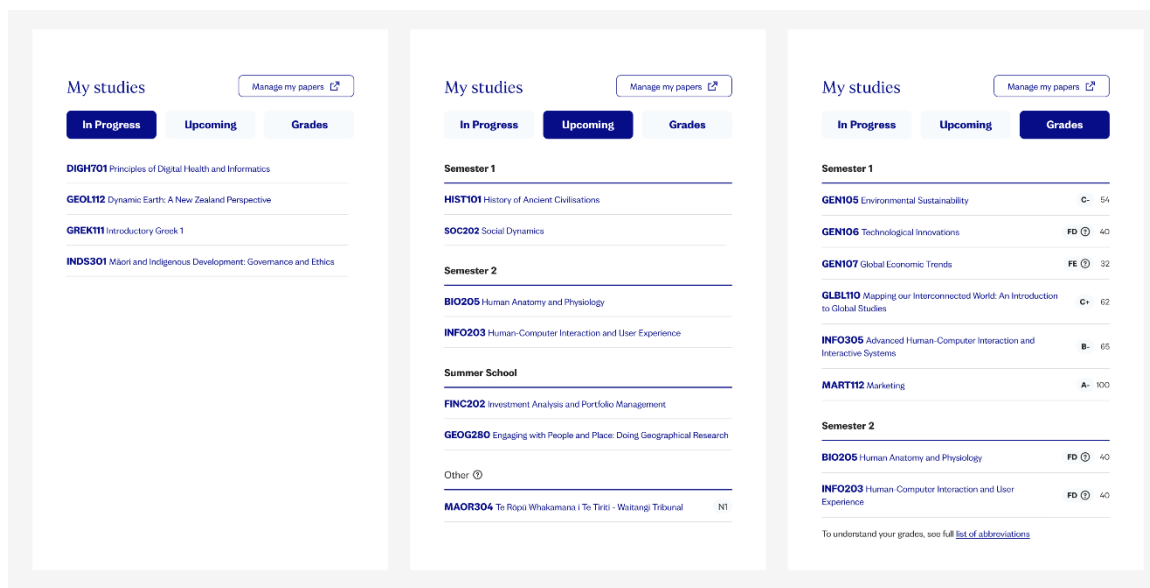 My studies
Manage my papers
In Progress Upcoming Grades
DIGH701 Principles of Digital Health and Informatics
GEOL112 Dynamic Earth: A New Zealand Perspective
GREK111 Introductory Greek 1
INDS301 Māori and Indigenous Development: Governance and Ethics
My studies
Manage my papers
In Progress Upcoming Grades
Semester 1
HIST101 History of Ancient Civilisations
SOC202 Social Dynamics
Semester 2
BIO205 Human Anatomy and Physiology
INFO203 Human-Computer Interaction and User Experience
Summer School
FINC202 Investment Analysis and Portfolio Management
GEOG280 Engaging with People and Place: Doing Geographical Research
Other ?
MAOR304 Te Rōpū Whakamana i Te Tiriti - Waitangi Tribunal N1
My studies
Manage my papers
In Progress Upcoming Grades
Semester 1
GEN105 Environmental Sustainability C- 54
GEN106 Technological Innovations FD ? 40
GEN107 Global Economic Trends FE ? 32
GLBL110 Mapping our Interconnected World: An Introduction
to Global Studies C+ 62
INFO305 Advanced Human-Computer Interaction and
Interactive Systems B- 65
MART112 Marketing A- 100
Semester 2
BIO205 Human Anatomy and Physiology FD ? 40
INFO203 Human-Computer Interaction and User
Experience FD ? 40
To understand your grades, see full list of abbreviations